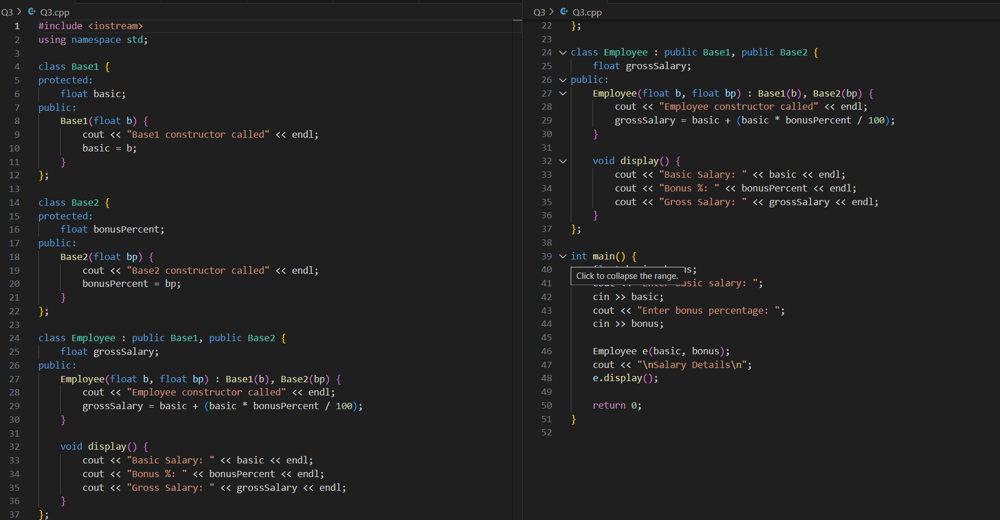 Q3 > Q3.cpp
1 #include <iostream>
2 using namespace std;
3
4 class Base1 {
5 protected:
6     float basic;
7 public:
8     Base1(float b) {
9         cout << "Base1 constructor called" << endl;
10         basic = b;
11     }
12 };
13
14 class Base2 {
15 protected:
16     float bonusPercent;
17 public:
18     Base2(float bp) {
19         cout << "Base2 constructor called" << endl;
20         bonusPercent = bp;
21     }
22 };
23
24 class Employee : public Base1, public Base2 {
25     float grossSalary;
26 public:
27     Employee(float b, float bp) : Base1(b), Base2(bp) {
28         cout << "Employee constructor called" << endl;
29         grossSalary = basic + (basic * bonusPercent / 100);
30     }
31
32     void display() {
33         cout << "Basic Salary: " << basic << endl;
34         cout << "Bonus %: " << bonusPercent << endl;
35         cout << "Gross Salary: " << grossSalary << endl;
36     }
37 };
Q3 > Q3.cpp
22 };
23
24 class Employee : public Base1, public Base2 {
25     float grossSalary;
26 public:
27     Employee(float b, float bp) : Base1(b), Base2(bp) {
28         cout << "Employee constructor called" << endl;
29         grossSalary = basic + (basic * bonusPercent / 100);
30     }
31
32     void display() {
33         cout << "Basic Salary: " << basic << endl;
34         cout << "Bonus %: " << bonusPercent << endl;
35         cout << "Gross Salary: " << grossSalary << endl;
36     }
37 };
38
39 int main() {
40
Click to collapse the range.
41 basic salary: ";
42     cin >> basic;
43     cout << "Enter bonus percentage: ";
44     cin >> bonus;
45
46     Employee e(basic, bonus);
47     cout << "\nSalary Details\n";
48     e.display();
49
50     return 0;
51 }
52